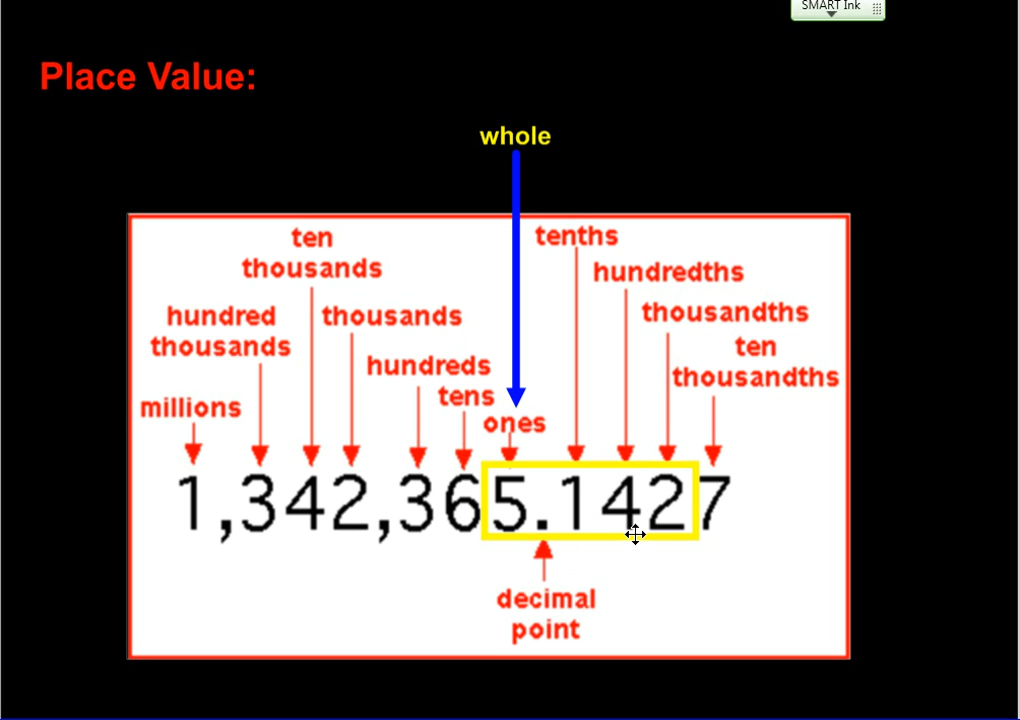 SMART Ink
Place Value:
whole
ten
thousands
tenths
hundredths
hundred
thousands
thousands
thousandths
ten
thousandths
hundreds
tens
millions
ones
1,342,365.1427
decimal
point